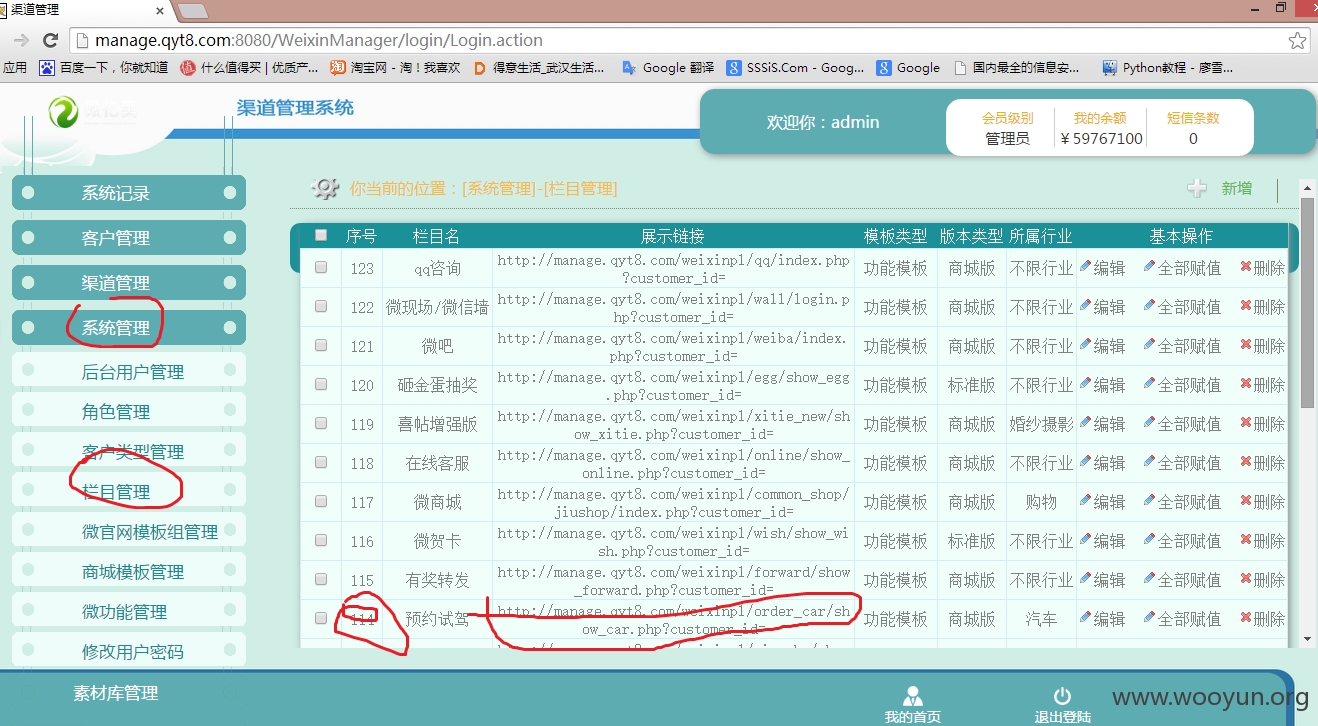 渠道管理
manage.qyt8.com:8080/WeixinManager/login/Login.action
应用 百度一下，你就知道 什么值得买 | 优质产... 淘宝网 - 淘！我喜欢 得意生活_武汉生活... Google 翻译 SSSiS.Com - Goog... Google 国内最全的信息安... Python教程 - 廖雪...
渠道管理系统
欢迎你：admin
会员级别 我的余额 短信条数
管理员 ¥59767100 0
系统记录
客户管理
渠道管理
系统管理
后台用户管理
角色管理
客户类型管理
栏目管理
微官网模板组管理
商城模板管理
微功能管理
修改用户密码
素材库管理
你当前的位置：[系统管理]-[栏目管理] 新增
序号 栏目名 展示链接 模板类型 版本类型 所属行业 基本操作
123 qq咨询 http://manage.qyt8.com/weixinpl/qq/index.php 功能模板 商城版 不限行业 编辑 全部赋值 删除
?customer_id=
122 微现场/微信墙 http://manage.qyt8.com/weixinpl/wall/login.p 功能模板 商城版 不限行业 编辑 全部赋值 删除
hp?customer_id=
121 微吧 http://manage.qyt8.com/weixinpl/weiba/index. 功能模板 商城版 不限行业 编辑 全部赋值 删除
php?customer_id=
120 砸金蛋抽奖 http://manage.qyt8.com/weixinpl/egg/show_egg 功能模板 标准版 不限行业 编辑 全部赋值 删除
.php?customer_id=
119 喜帖增强版 http://manage.qyt8.com/weixinpl/xitie_new/sh 功能模板 商城版 婚纱摄影 编辑 全部赋值 删除
ow_xitie.php?customer_id=
118 在线客服 http://manage.qyt8.com/weixinpl/online/show_ 功能模板 商城版 不限行业 编辑 全部赋值 删除
online.php?customer_id=
117 微商城 http://manage.qyt8.com/weixinpl/common_shop/ 功能模板 商城版 购物 编辑 全部赋值 删除
jiushop/index.php?customer_id=
116 微贺卡 http://manage.qyt8.com/weixinpl/wish/show_wi 功能模板 标准版 不限行业 编辑 全部赋值 删除
sh.php?customer_id=
115 有奖转发 http://manage.qyt8.com/weixinpl/forward/show 功能模板 商城版 不限行业 编辑 全部赋值 删除
_forward.php?customer_id=
114 预约试驾 http://manage.qyt8.com/weixinpl/order_car/sh 功能模板 商城版 汽车 编辑 全部赋值 删除
ow_car.php?customer_id=
我的首页 退出登陆
www.wooyun.org